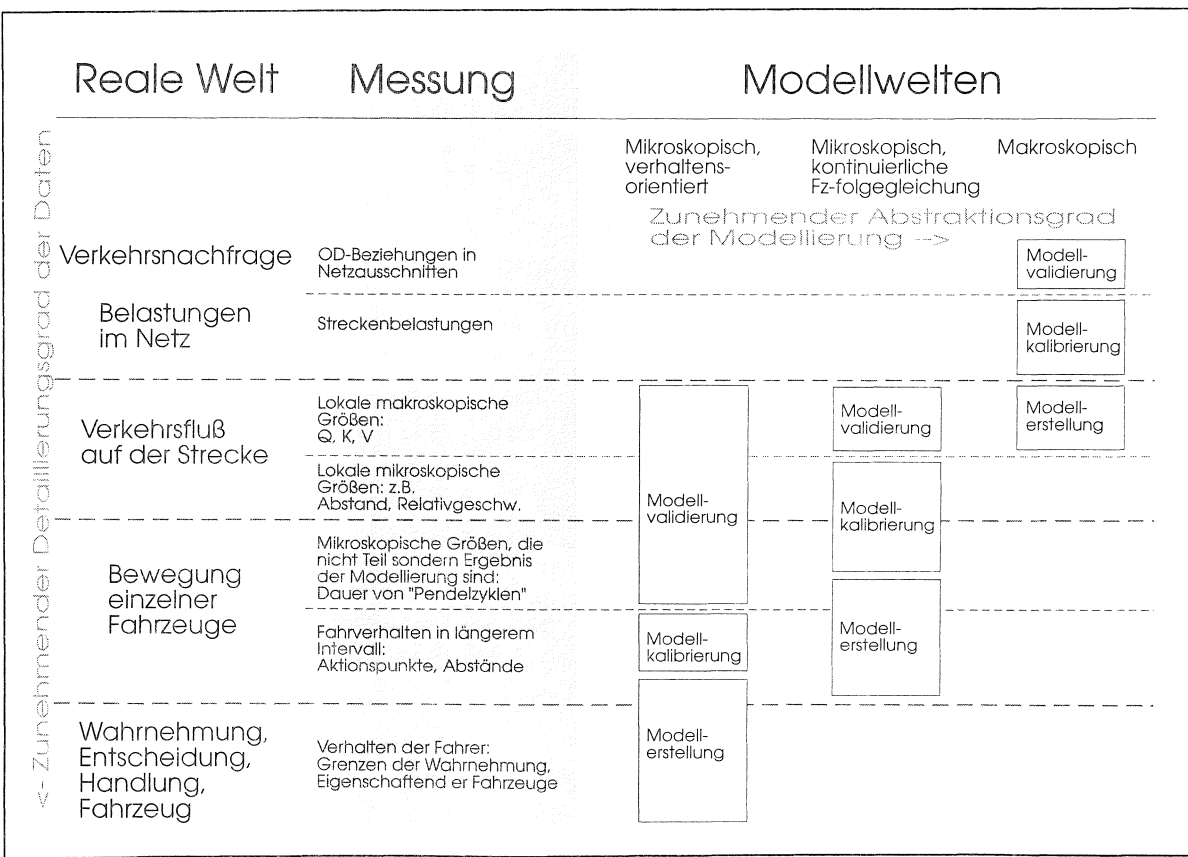 Reale Welt
Messung
Modellwelten
Mikroskopisch,
verhaltens-
orientiert
Mikroskopisch,
kontinuierliche
Fz-folgegleichung
Makroskopisch
Zunehmender Abstraktionsgrad
der Modellierung -->
<- Zunehmender Detaillierungsgrad der Daten
Verkehrsnachfrage
OD-Beziehungen in
Netzausschnitten
Modell-
validierung
Belastungen
im Netz
Streckenbelastungen
Modell-
kalibrierung
Verkehrsfluß
auf der Strecke
Lokale makroskopische
Größen:
Q, K, V
Modell-
validierung
Modell-
erstellung
Lokale mikroskopische
Größen: z.B.
Abstand, Relativgeschw.
Modell-
validierung
Modell-
kalibrierung
Bewegung
einzelner
Fahrzeuge
Mikroskopische Größen, die
nicht Teil sondern Ergebnis
der Modellierung sind:
Dauer von "Pendelzyklen"
Fahrverhalten in längerem
Intervall:
Aktionspunkte, Abstände
Modell-
kalibrierung
Modell-
erstellung
Wahrnehmung,
Entscheidung,
Handlung,
Fahrzeug
Verhalten der Fahrer:
Grenzen der Wahrnehmung,
Eigenschaftend er Fahrzeuge
Modell-
erstellung